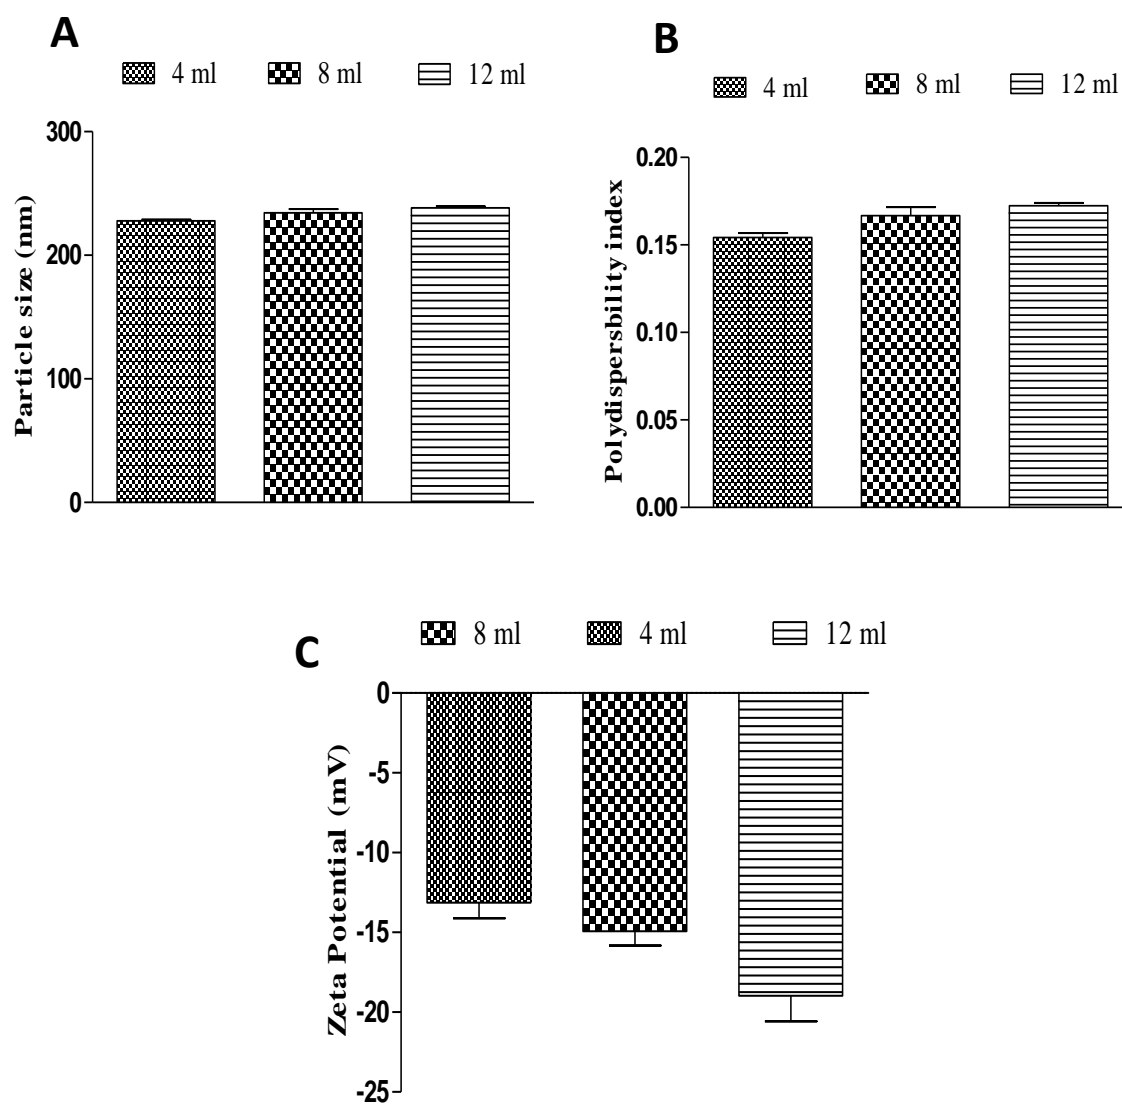 A
4 ml 8 ml 12 ml
Particle size (nm)
300
200
100
0
B
4 ml 8 ml 12 ml
Polydispersbility index
0.20
0.15
0.10
0.05
0.00
C
8 ml 4 ml 12 ml
Zeta Potential (mV)
0
-5
-10
-15
-20
-25